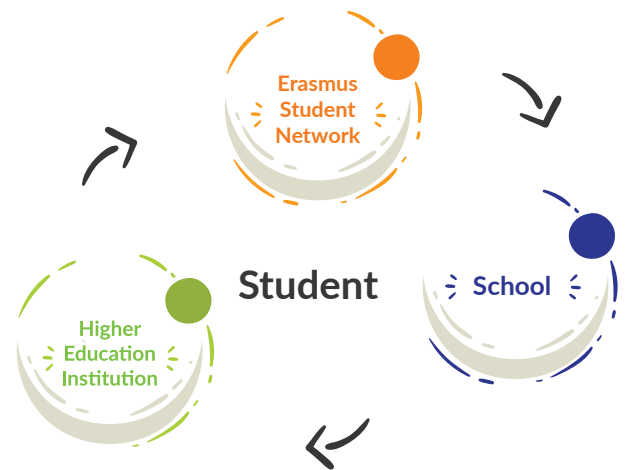 Erasmus
Student
Network
Student
School
Higher
Education
Institution